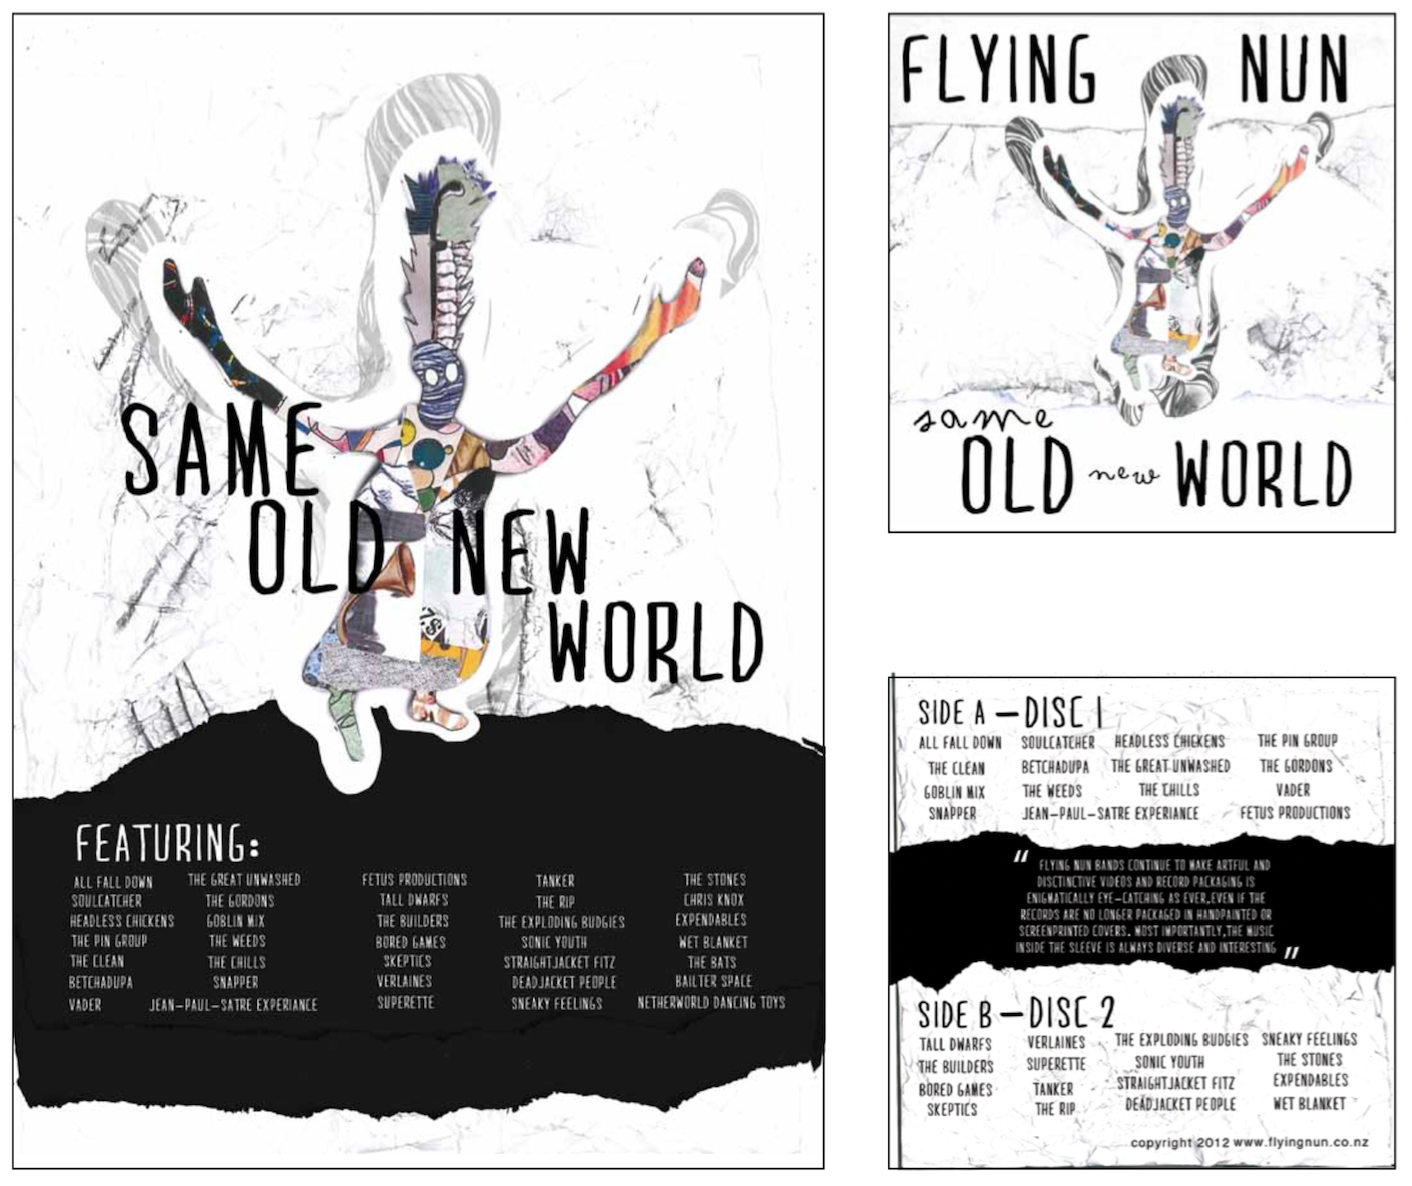 SAME
OLD NEW
WORLD
FEATURING:
ALL FALL DOWN THE GREAT UNWASHED FETUS PRODUCTIONS TANKER THE STONES
SOULCATCHER THE GORDONS TALL DWARFS THE RIP CHRIS KNOX
HEADLESS CHICKENS GOBLIN MIX THE BUILDERS THE EXPLODING BUDGIES EXPENDABLES
THE PIN GROUP THE WEEDS BORED GAMES SONIC YOUTH WET BLANKET
THE CLEAN THE CHILLS SKEPTICS STRAIGHTJACKET FITZ THE BATS
BETCHADUPA SNAPPER VERLAINES DEADJACKET PEOPLE BAILTER SPACE
VADER JEAN-PAUL-SATRE EXPERIANCE SUPERETTE SNEAKY FEELINGS NETHERWORLD DANCING TOYS
FLYING NUN
same
OLD new WORLD
SIDE A - DISC 1
ALL FALL DOWN SOULCATCHER HEADLESS CHICKENS THE PIN GROUP
THE CLEAN BETCHADUPA THE GREAT UNWASHED THE GORDONS
GOBLIN MIX THE WEEDS THE CHILLS VADER
SNAPPER JEAN-PAUL-SATRE EXPERIANCE FETUS PRODUCTIONS
" FLYING NUN BANDS CONTINUE TO MAKE ARTFUL AND
DISCTINCTIVE VIDEOS AND RECORD PACKAGING IS
ENIGMATICALLY EYE-CATCHING AS EVER,EVEN IF THE
RECORDS ARE NO LONGER PACKAGED IN HANDPAINTED OR
SCREENPRINTED COVERS. MOST IMPORTANTLY,THE MUSIC
INSIDE THE SLEEVE IS ALWAYS DIVERSE AND INTERESTING "
SIDE B - DISC 2
TALL DWARFS VERLAINES THE EXPLODING BUDGIES SNEAKY FEELINGS
THE BUILDERS SUPERETTE SONIC YOUTH THE STONES
BORED GAMES TANKER STRAIGHTJACKET FITZ EXPENDABLES
SKEPTICS THE RIP DEADJACKET PEOPLE WET BLANKET
copyright 2012 www.flyingnun.co.nz